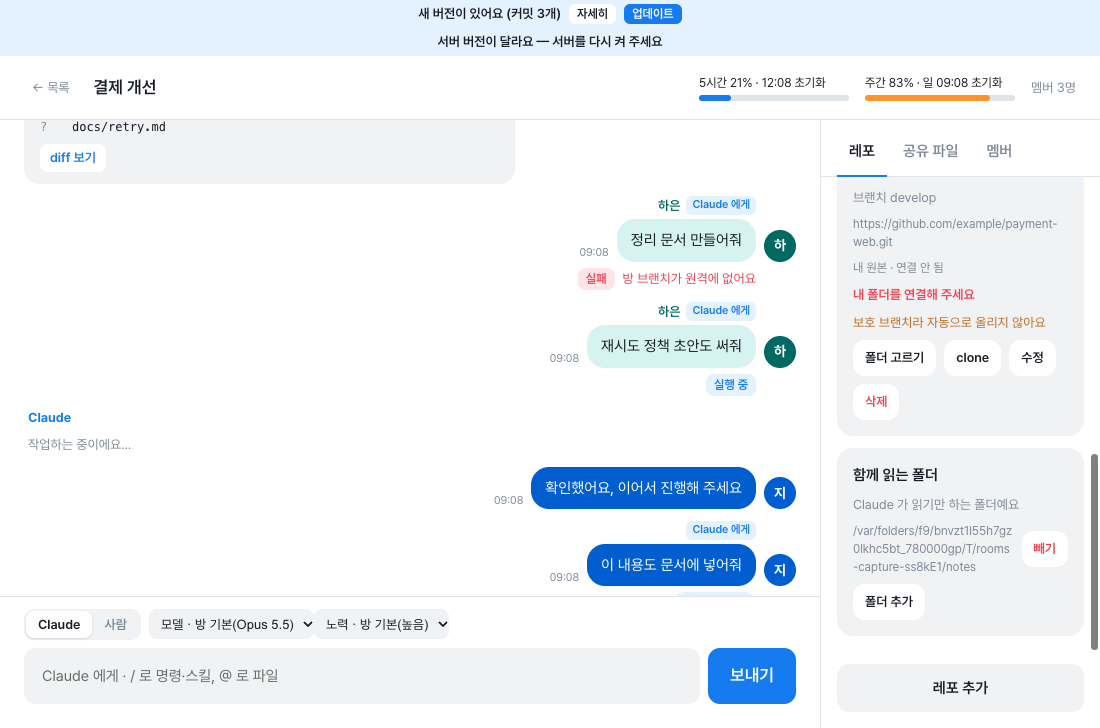 새 버전이 있어요 (커밋 3개) 자세히 업데이트
서버 버전이 달라요 — 서버를 다시 켜 주세요
← 목록 결제 개선
5시간 21% · 12:08 초기화
주간 83% · 일 09:08 초기화
멤버 3명
? docs/retry.md
diff 보기
하은 Claude 에게
정리 문서 만들어줘
하
09:08
실패 방 브랜치가 원격에 없어요
하은 Claude 에게
재시도 정책 초안도 써줘
하
09:08
실행 중
Claude
작업하는 중이에요…
확인했어요, 이어서 진행해 주세요
지
09:08
Claude 에게
이 내용도 문서에 넣어줘
지
09:08
Claude 사람 모델 · 방 기본(Opus 5.5) 노력 · 방 기본(높음)
Claude 에게 · / 로 명령·스킬, @ 로 파일
보내기
레포 공유 파일 멤버
브랜치 develop
https://github.com/example/payment-
web.git
내 원본 · 연결 안 됨
내 폴더를 연결해 주세요
보호 브랜치라 자동으로 올리지 않아요
폴더 고르기 clone 수정
삭제
함께 읽는 폴더
Claude 가 읽기만 하는 폴더예요
/var/folders/f9/bnvzt1l55h7gz
0lkhc5bt_780000gp/T/rooms
-capture-ss8kE1/notes
빼기
폴더 추가
레포 추가